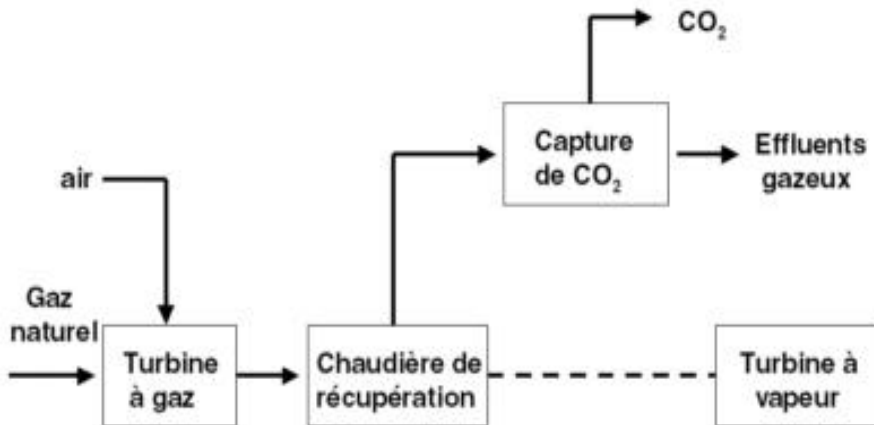 CO₂
Capture
de CO₂
Effluents
gazeux
air
Gaz
naturel
Turbine
à gaz
Chaudière de
récupération
Turbine à
vapeur